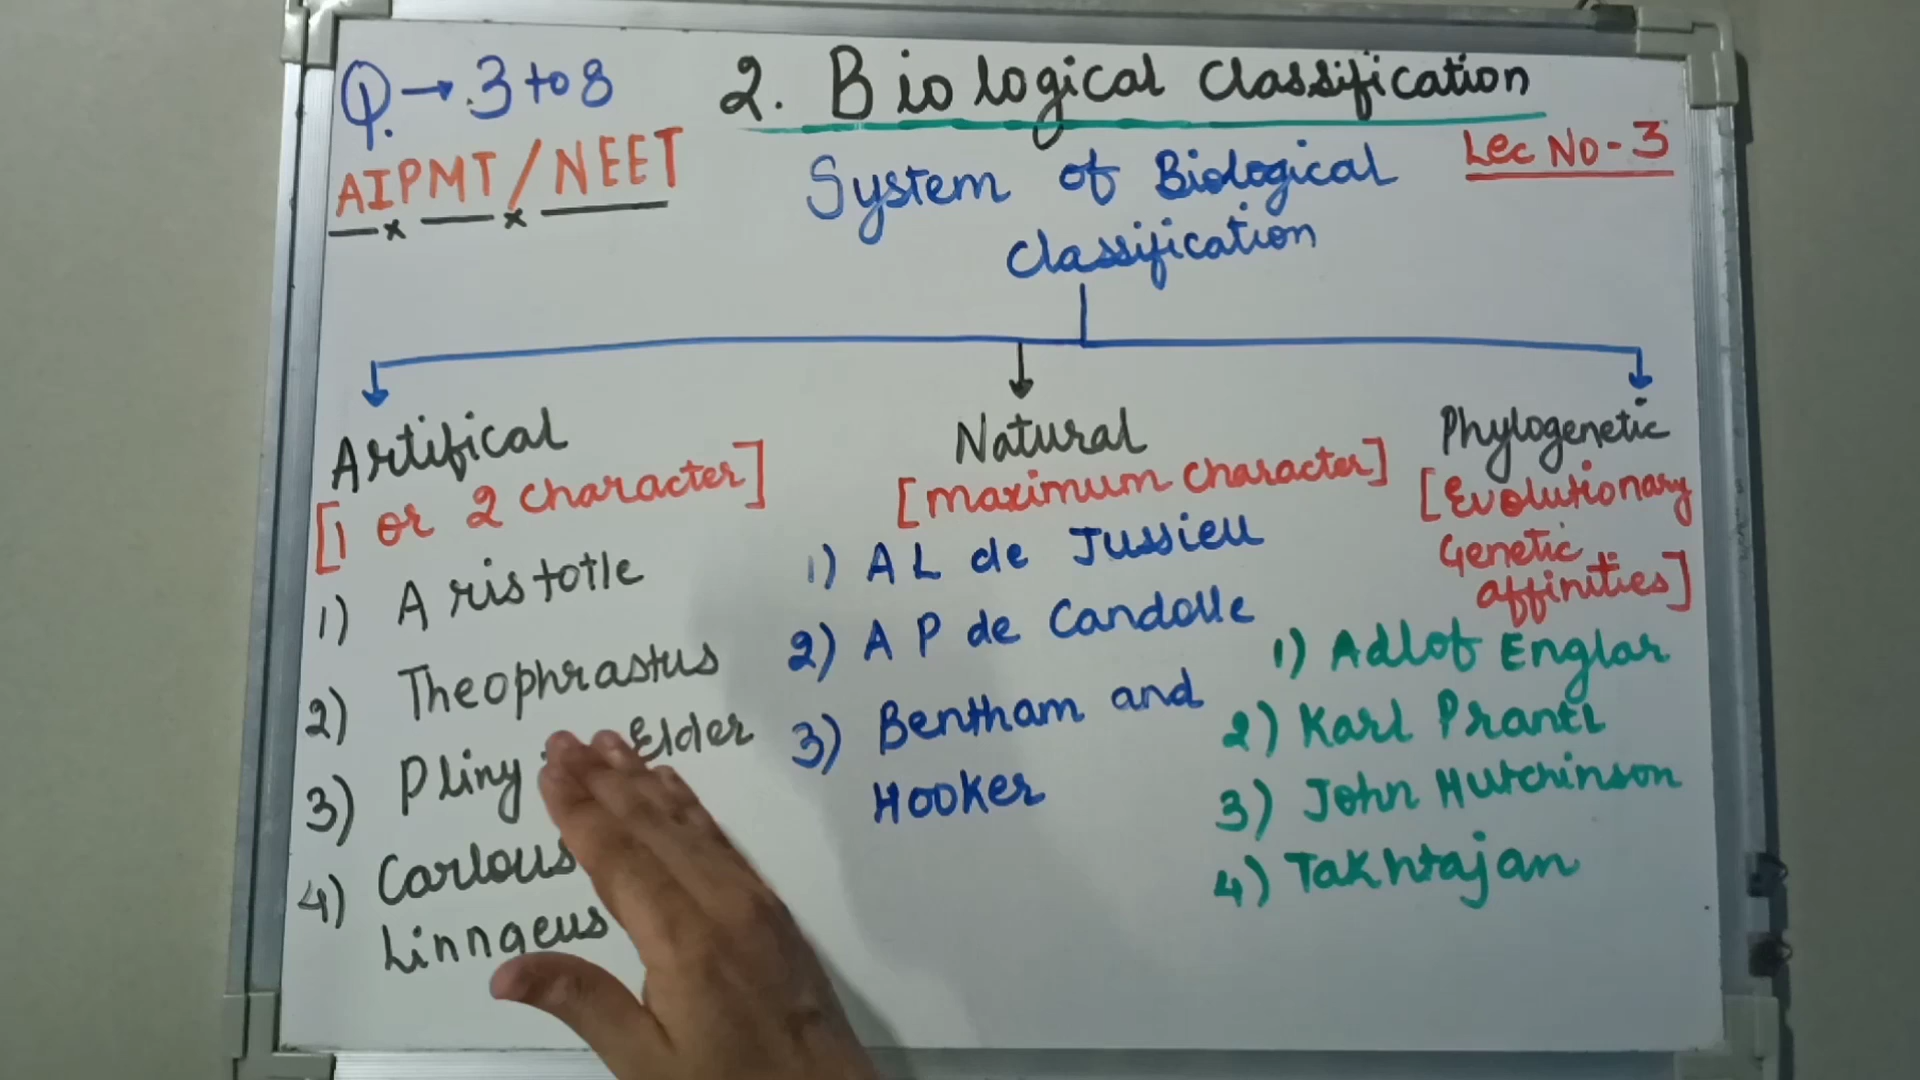 Q. → 3 to 8
2. Biological Classification
AIPMT / NEET
Lec No - 3
System of Biological
Classification
Artifical
[1 or 2 character]
1) Aristotle
2) Theophrastus
3) Pliny Elder
4) Carlous
Linnaeus
Natural
[maximum character]
1) A L de Jussieu
2) A P de Candolle
3) Bentham and
Hooker
Phylogenetic
[Evolutionary
Genetic
affinities]
1) Adlof Englar
2) Karl Prantl
3) John Hutchinson
4) Takhtajan